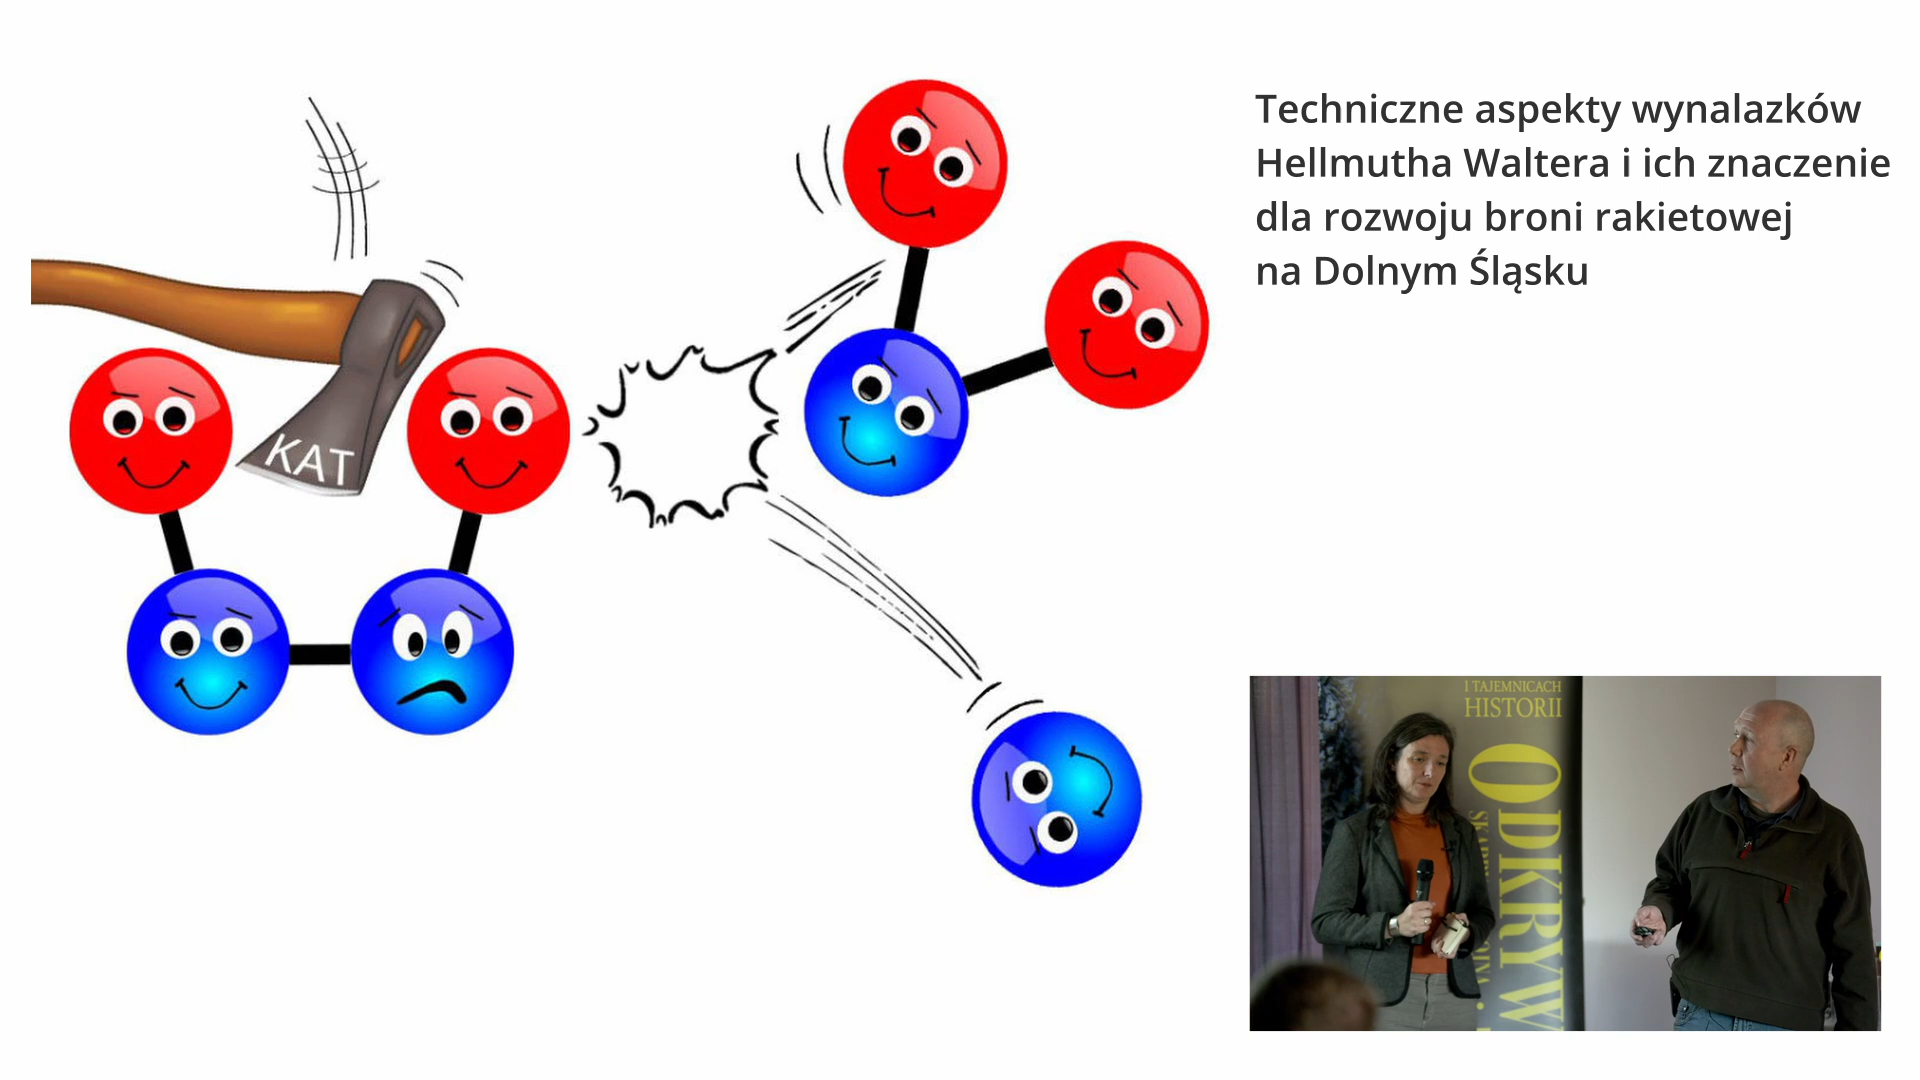 Techniczne aspekty wynalazków
Hellmutha Waltera i ich znaczenie
dla rozwoju broni rakietowej
na Dolnym Śląsku
KAT
I TAJEMNICACH
HISTORII
ODKRYW